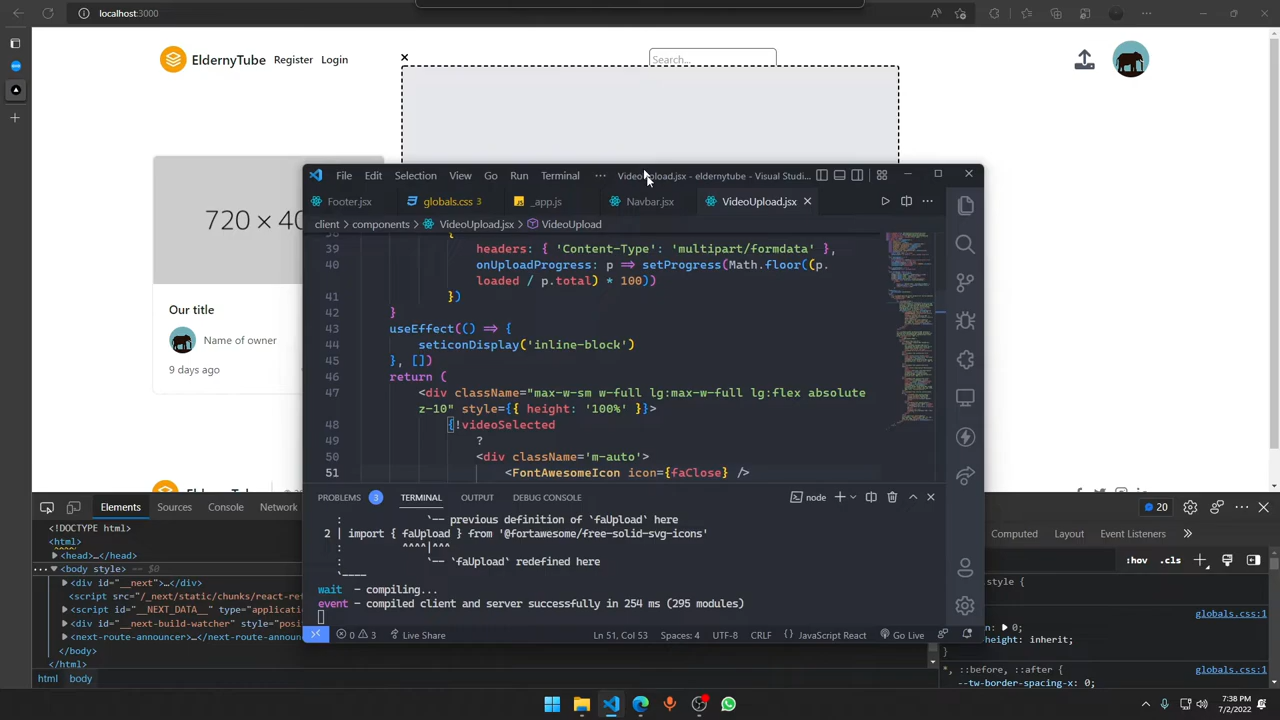 localhost:3000
EldernyTube Register Login
×
Search...
720 × 40
Our title
Name of owner
9 days ago
File Edit Selection View Go Run Terminal ··· VideoUpload.jsx - eldernytube - Visual Studi...
Footer.jsx globals.css 3 _app.js Navbar.jsx VideoUpload.jsx
client > components > VideoUpload.jsx > VideoUpload
39 headers: { 'Content-Type': 'multipart/formdata' },
40 onUploadProgress: p => setProgress(Math.floor((p.
loaded / p.total) * 100))
41 })
42 }
43 useEffect(() => {
44 seticonDisplay('inline-block')
45 }, [])
46 return (
47 <div className="max-w-sm w-full lg:max-w-full lg:flex absolute
z-10" style={{ height: '100%' }}>
48 {!videoSelected
49 ?
50 <div className='m-auto'>
51 <FontAwesomeIcon icon={faClose} />
PROBLEMS 3 TERMINAL OUTPUT DEBUG CONSOLE node
: `-- previous definition of `faUpload` here
2 | import { faUpload } from '@fortawesome/free-solid-svg-icons'
: ^^^^|^^^
: `-- `faUpload` redefined here
`----
wait - compiling...
event - compiled client and server successfully in 254 ms (295 modules)
0 3 Live Share Ln 51, Col 53 Spaces: 4 UTF-8 CRLF JavaScript React Go Live
Elements Sources Console Network
20
<!DOCTYPE html>
<html>
<head>…</head>
<body style> == $0
<div id="__next">…</div>
<script src="/_next/static/chunks/react-re
<script id="__NEXT_DATA__" type="applicati
<div id="__next-build-watcher" style="posi
<next-route-announcer>…</next-route-announ
</body>
</html>
html body
Computed Layout Event Listeners
:hov .cls
globals.css:1
n: 0;
height: inherit;
}
*, ::before, ::after { globals.css:1
--tw-border-spacing-x: 0;
7:38 PM
7/2/2022